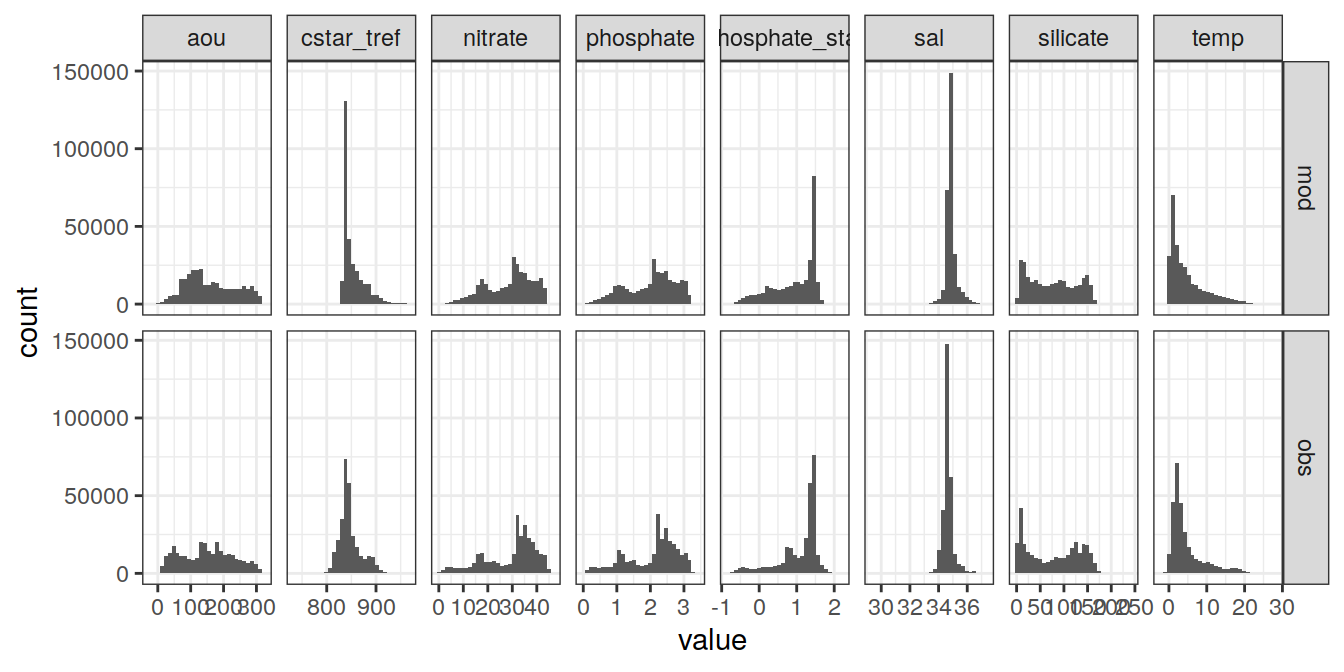 aou cstar_tref nitrate phosphate hosphate_sta sal silicate temp
150000
100000
50000
0
mod
150000
100000
50000
0
obs
count
0 100 200 300 800 900 0 10 20 30 40 0 1 2 3 -1 0 1 2 30 32 34 36 0 50 100 150 200 250 0 10 20 30
value